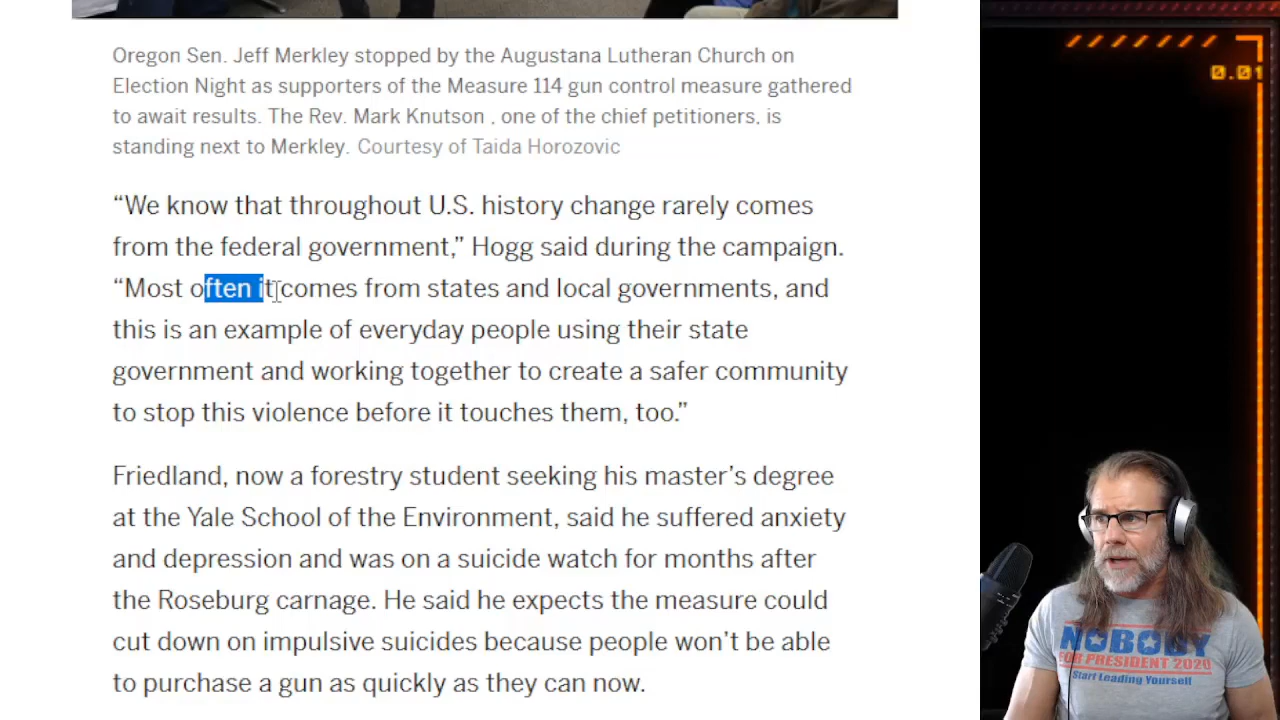 Oregon Sen. Jeff Merkley stopped by the Augustana Lutheran Church on
Election Night as supporters of the Measure 114 gun control measure gathered
to await results. The Rev. Mark Knutson , one of the chief petitioners, is
standing next to Merkley. Courtesy of Taida Horozovic
“We know that throughout U.S. history change rarely comes
from the federal government,” Hogg said during the campaign.
“Most often it comes from states and local governments, and
this is an example of everyday people using their state
government and working together to create a safer community
to stop this violence before it touches them, too.”
Friedland, now a forestry student seeking his master’s degree
at the Yale School of the Environment, said he suffered anxiety
and depression and was on a suicide watch for months after
the Roseburg carnage. He said he expects the measure could
cut down on impulsive suicides because people won’t be able
to purchase a gun as quickly as they can now.
0.01
NOBODY
FOR PRESIDENT 2020
Start Leading Yourself